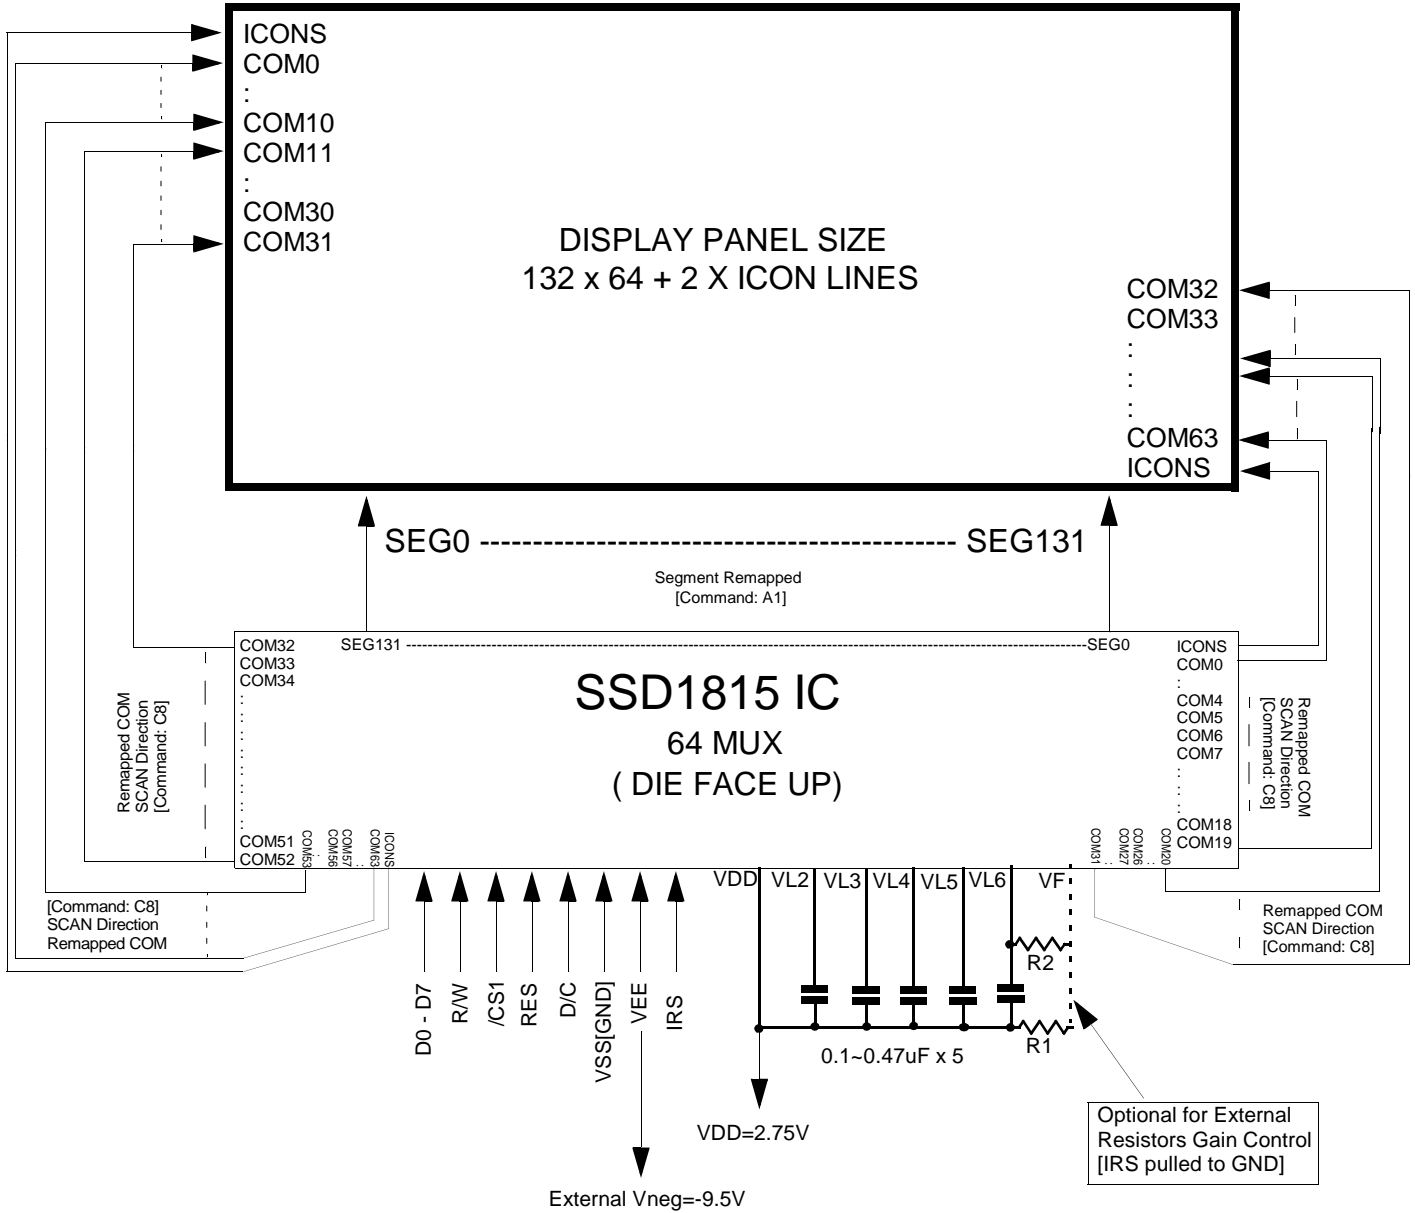 ICONS
COM0
:
COM10
COM11
:
COM30
COM31
DISPLAY PANEL SIZE
132 x 64 + 2 X ICON LINES
COM32
COM33
:
:
:
COM63
ICONS
SEG0 ---------------------------------------------- SEG131
Segment Remapped
[Command: A1]
COM32
COM33
COM34
:
:
:
:
:
:
:
:
COM51
COM52
SEG131 ------------------------------ SEG0
ICONS
COM0
:
COM4
COM5
COM6
COM7
:
:
:
COM18
COM19
SSD1815 IC
64 MUX
( DIE FACE UP)
Remapped COM
SCAN Direction
[Command: C8]
Remapped COM
SCAN Direction
[Command: C8]
COM53
:
COM56
COM57
:
COM63
ICONS
COM31
:
COM27
COM26
:
COM20
[Command: C8]
SCAN Direction
Remapped COM
Remapped COM
SCAN Direction
[Command: C8]
VDD
VL2
VL3
VL4
VL5
VL6
VF
D0 - D7
R/W
/CS1
RES
D/C
VSS[GND]
VEE
IRS
R2
R1
0.1~0.47uF x 5
VDD=2.75V
External Vneg=-9.5V
Optional for External
Resistors Gain Control
[IRS pulled to GND]